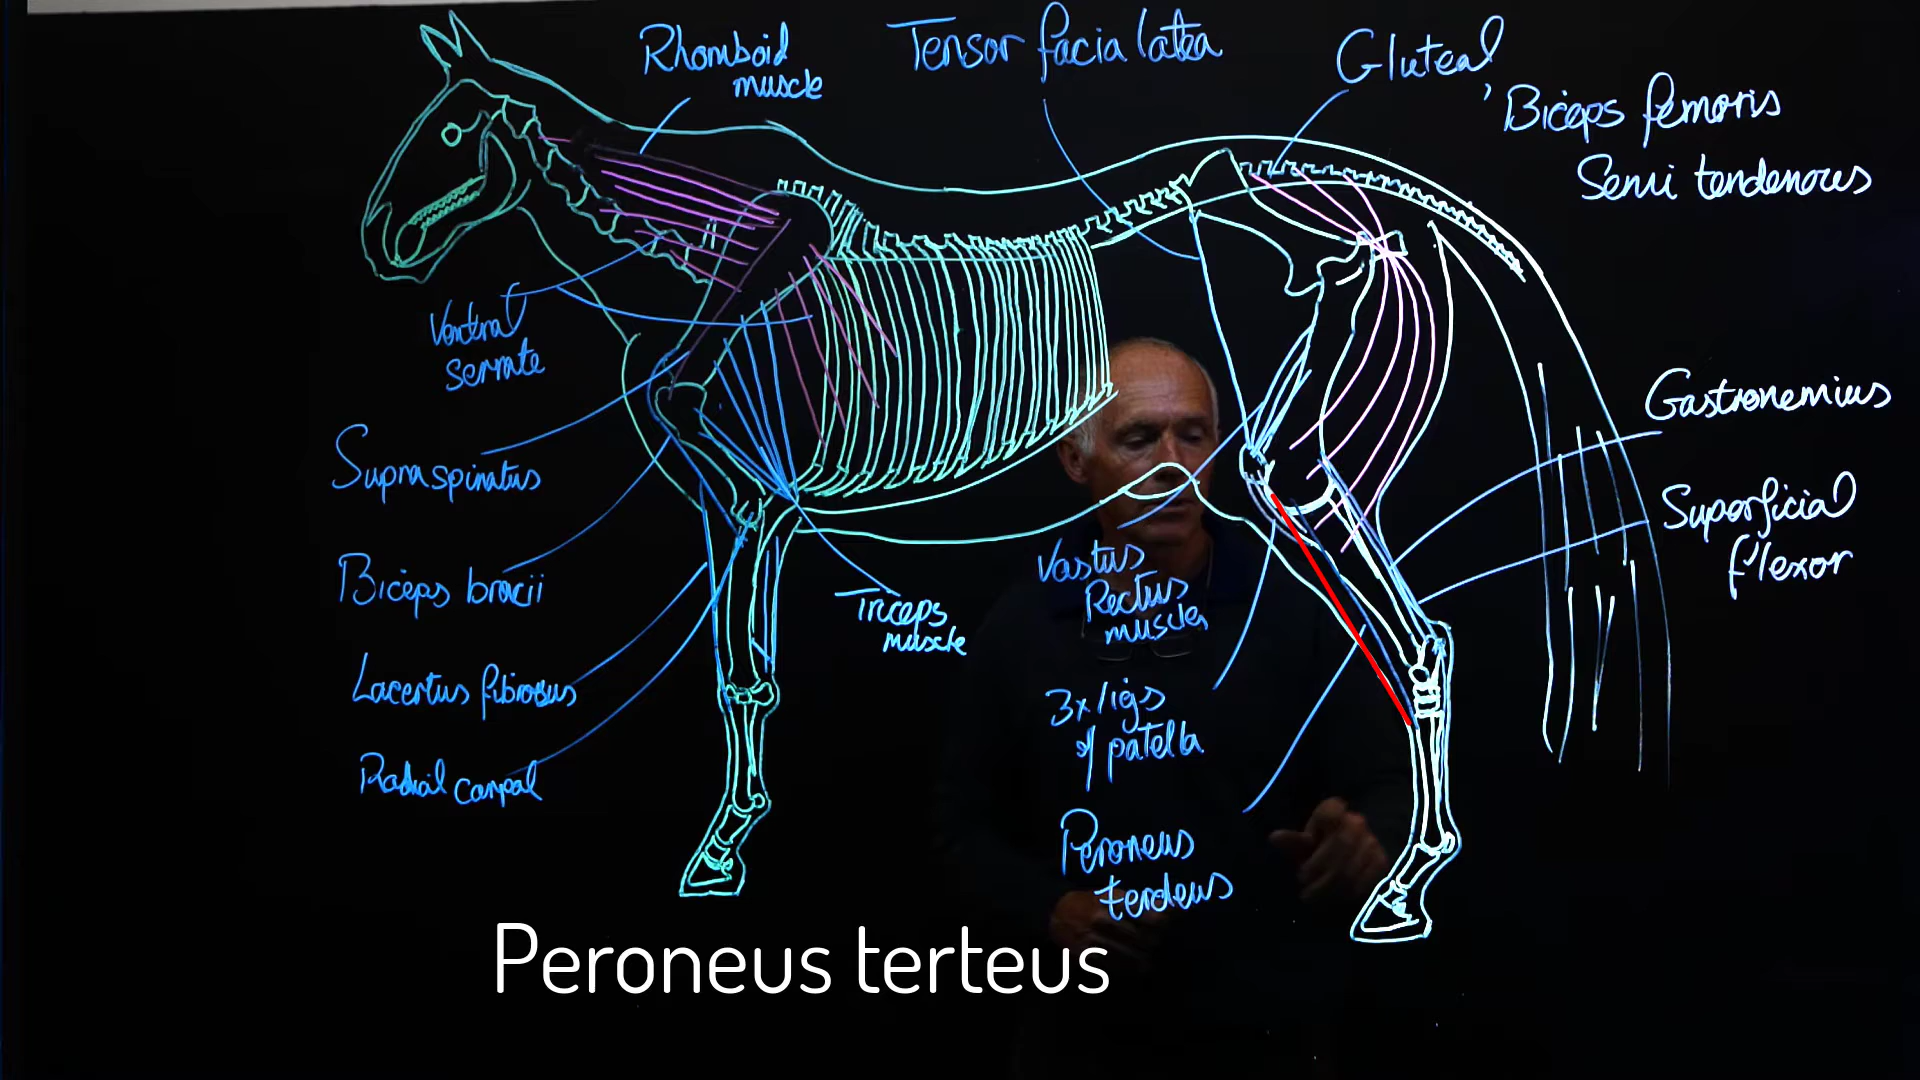 Rhomboid
muscle
Tensor facia latea
Gluteal
Biceps femoris
Semi tendenous
Ventral
serrate
Supraspinatus
Biceps bracii
Lacertus fibrosus
Radial carpal
Triceps
muscle
Vastus
Rectus
muscles
3x ligs
of patella
Peroneus
Gastronemius
Superficial
flexor
Peroneus terteus